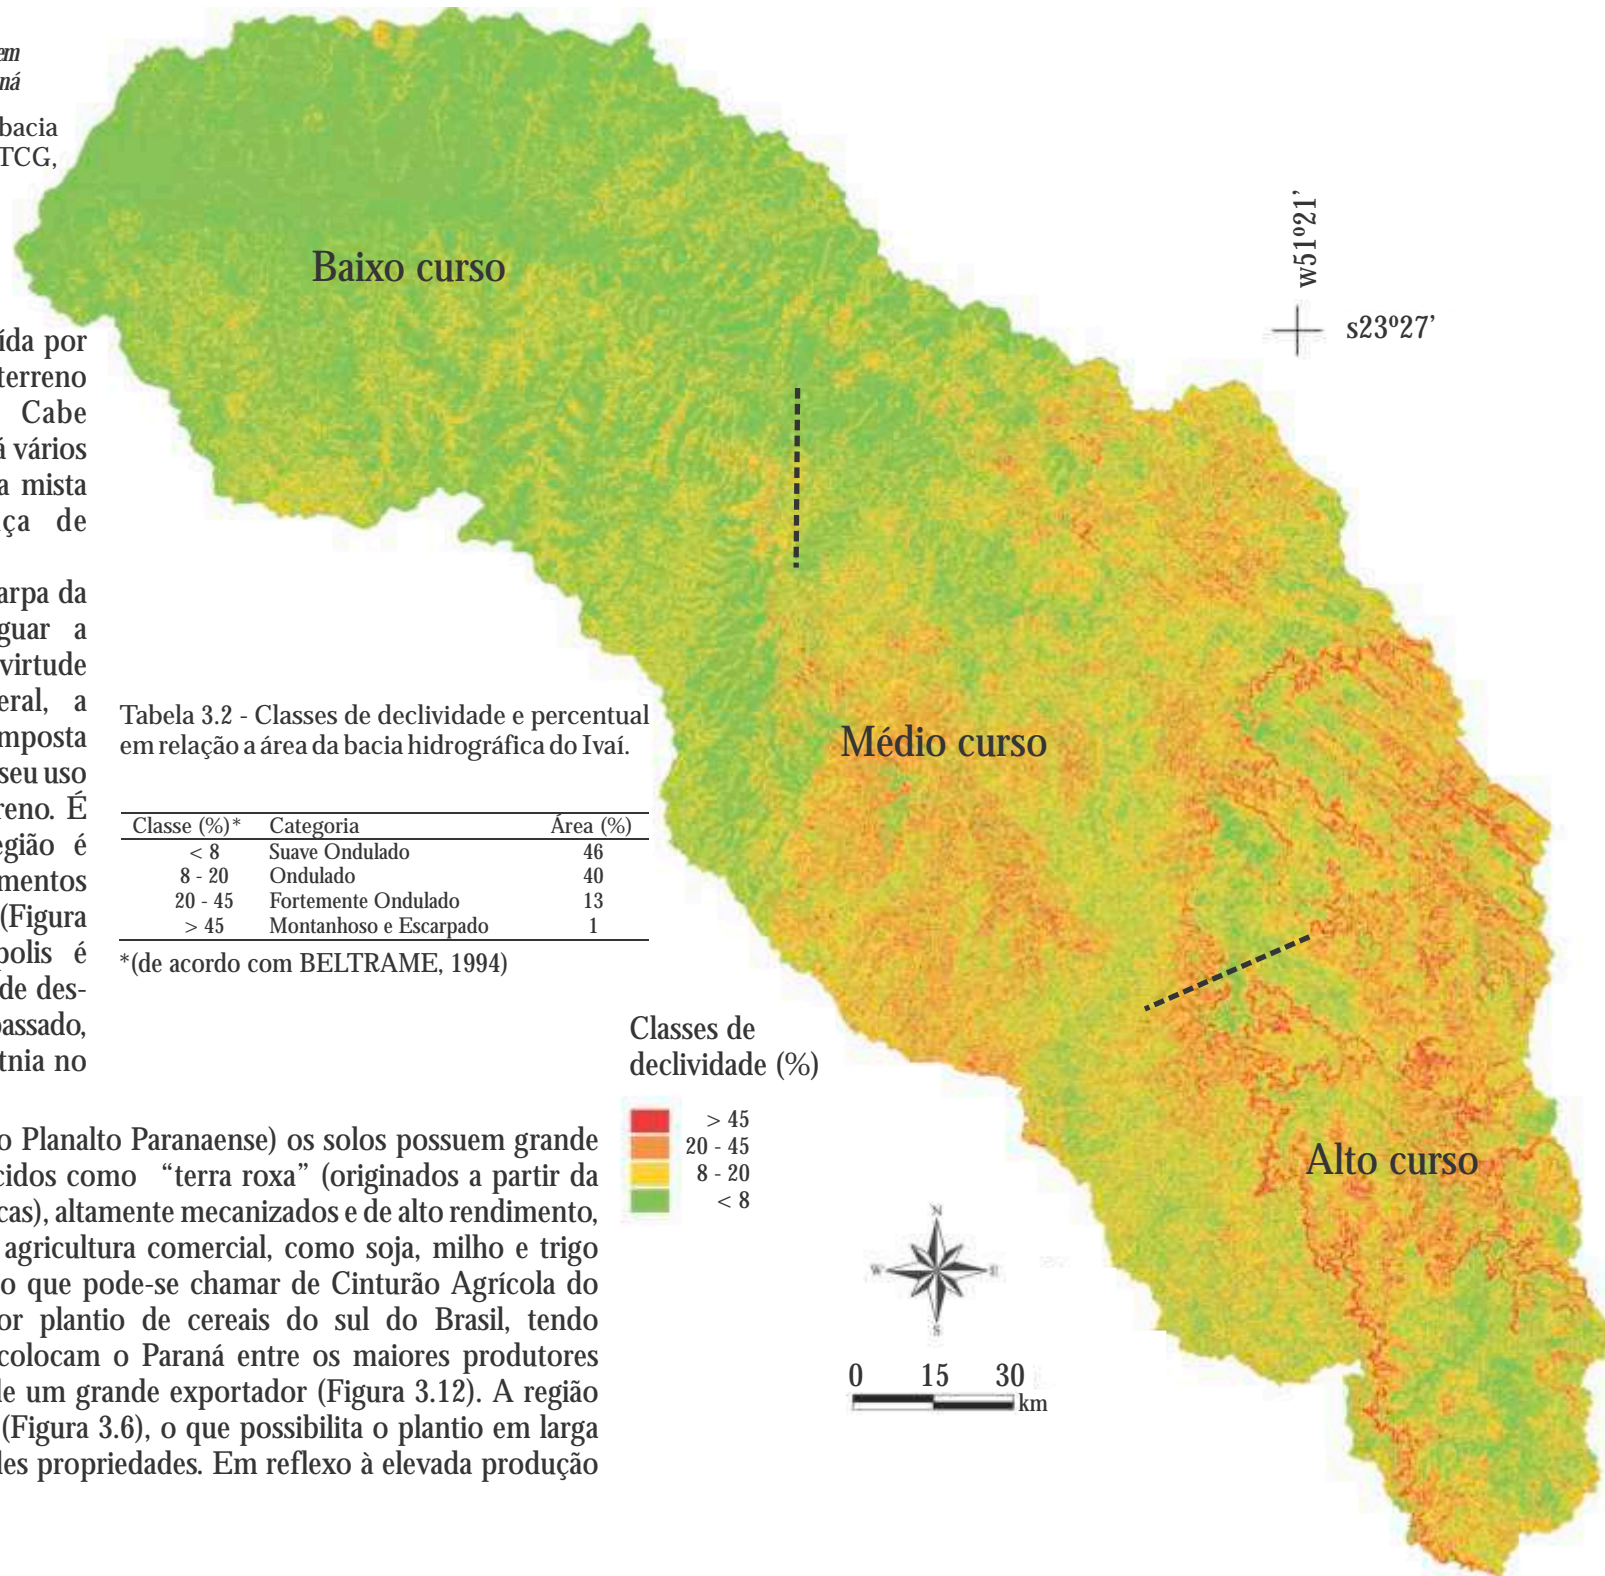 em
ná
bacia
TCG,
ída por
terreno
Cabe
á vários
a mista
ça de
arpa da
guar a
virtude
eral, a
mposta
seu uso
reno. É
egião é
mentos
(Figura
polis é
de des-
passado,
tnia no
o Planalto Paranaense) os solos possuem grande
cidos como “terra roxa” (originados a partir da
cas), altamente mecanizados e de alto rendimento,
agricultura comercial, como soja, milho e trigo
o que pode-se chamar de Cinturão Agrícola do
or plantio de cereais do sul do Brasil, tendo
colocam o Paraná entre os maiores produtores
le um grande exportador (Figura 3.12). A região
(Figura 3.6), o que possibilita o plantio em larga
des propriedades. Em reflexo à elevada produção
Tabela 3.2 - Classes de declividade e percentual
em relação a área da bacia hidrográfica do Ivaí.
Classe (%)* Categoria Área (%)
< 8 Suave Ondulado 46
8 - 20 Ondulado 40
20 - 45 Fortemente Ondulado 13
> 45 Montanhoso e Escarpado 1
*(de acordo com BELTRAME, 1994)
Baixo curso
w51º21’
s23º27’
Médio curso
Alto curso
Classes de
declividade (%)
> 45
20 - 45
8 - 20
< 8
N
W E
S
0 15 30
km